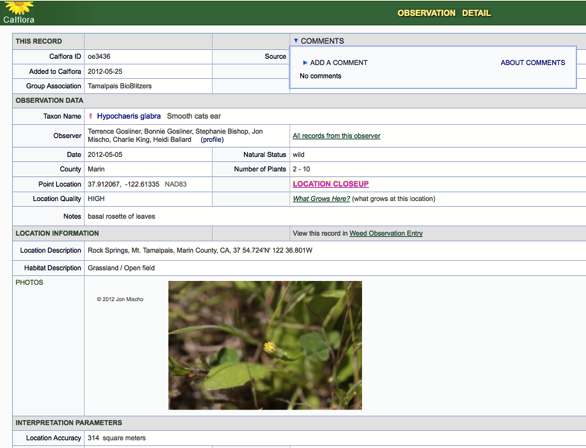 Calflora
OBSERVATION DETAIL
THIS RECORD
▼ COMMENTS
Calflora ID oe3436 Source
▶ ADD A COMMENT ABOUT COMMENTS
Added to Calflora 2012-05-25
No comments
Group Association Tamalpais BioBlitzers
OBSERVATION DATA
Taxon Name ! Hypochaeris glabra Smooth cats ear
Observer Terrence Gosliner, Bonnie Gosliner, Stephanie Bishop, Jon
Mischo, Charlie King, Heidi Ballard (profile) All records from this observer
Date 2012-05-05 Natural Status wild
County Marin Number of Plants 2 - 10
Point Location 37.912067, -122.61335 NAD83 LOCATION CLOSEUP
Location Quality HIGH What Grows Here? (what grows at this location)
Notes basal rosette of leaves
LOCATION INFORMATION View this record in Weed Observation Entry
Location Description Rock Springs, Mt. Tamalpais, Marin County, CA, 37 54.724'N' 122 36.801W
Habitat Description Grassland / Open field
PHOTOS
© 2012 Jon Mischo
INTERPRETATION PARAMETERS
Location Accuracy 314 square meters